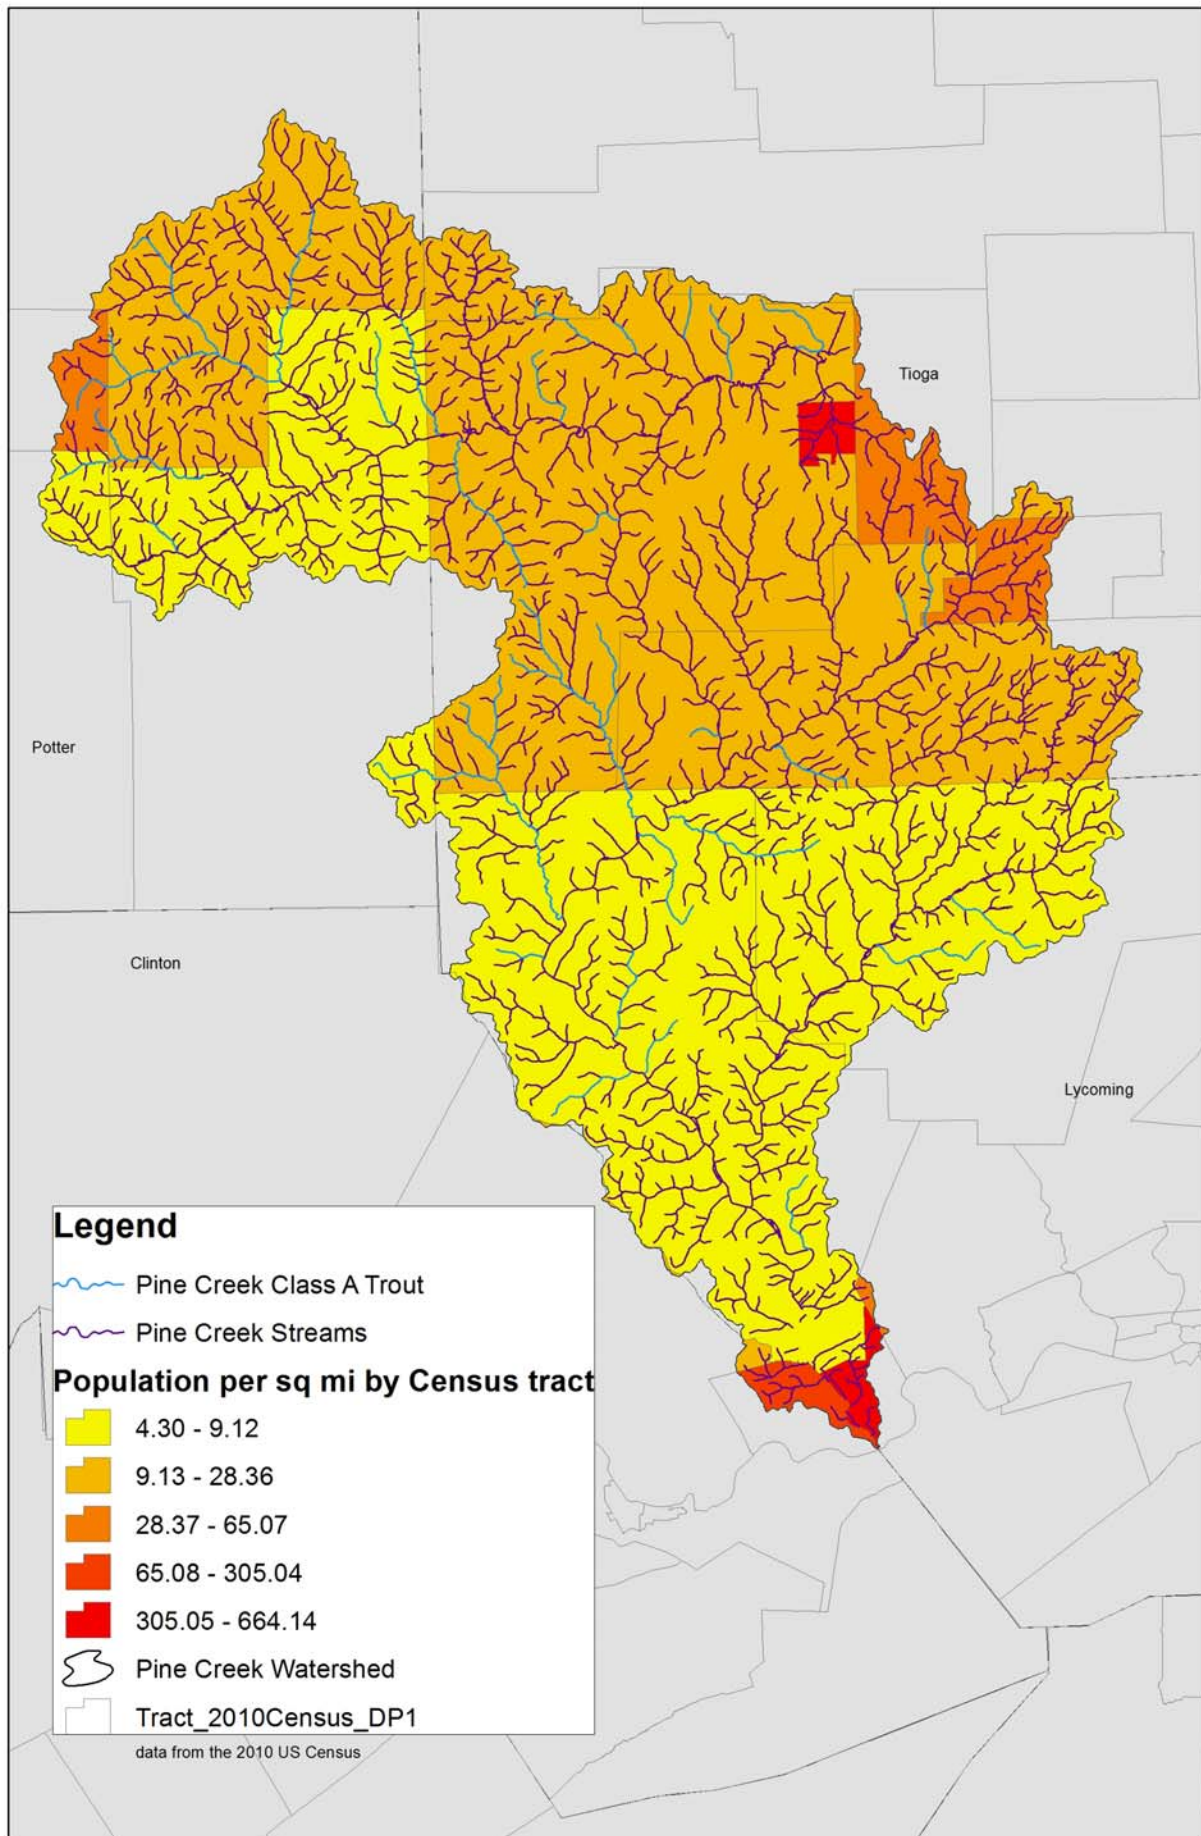 Tioga
Potter
Clinton
Lycoming
Legend
Pine Creek Class A Trout
Pine Creek Streams
Population per sq mi by Census tract
4.30 - 9.12
9.13 - 28.36
28.37 - 65.07
65.08 - 305.04
305.05 - 664.14
Pine Creek Watershed
Tract_2010Census_DP1
data from the 2010 US Census